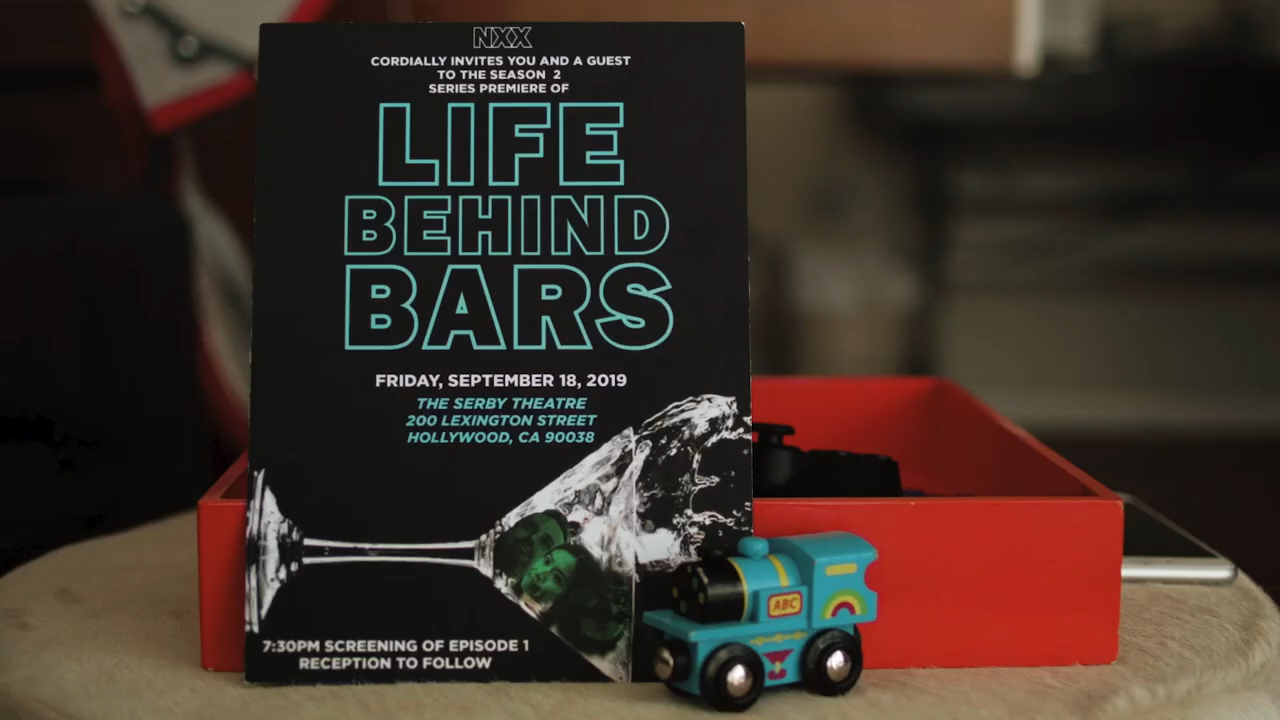 NXX
CORDIALLY INVITES YOU AND A GUEST
TO THE SEASON 2
SERIES PREMIERE OF
LIFE
BEHIND
BARS
FRIDAY, SEPTEMBER 18, 2019
THE SERBY THEATRE
200 LEXINGTON STREET
HOLLYWOOD, CA 90038
7:30PM SCREENING OF EPISODE 1
RECEPTION TO FOLLOW
ABC